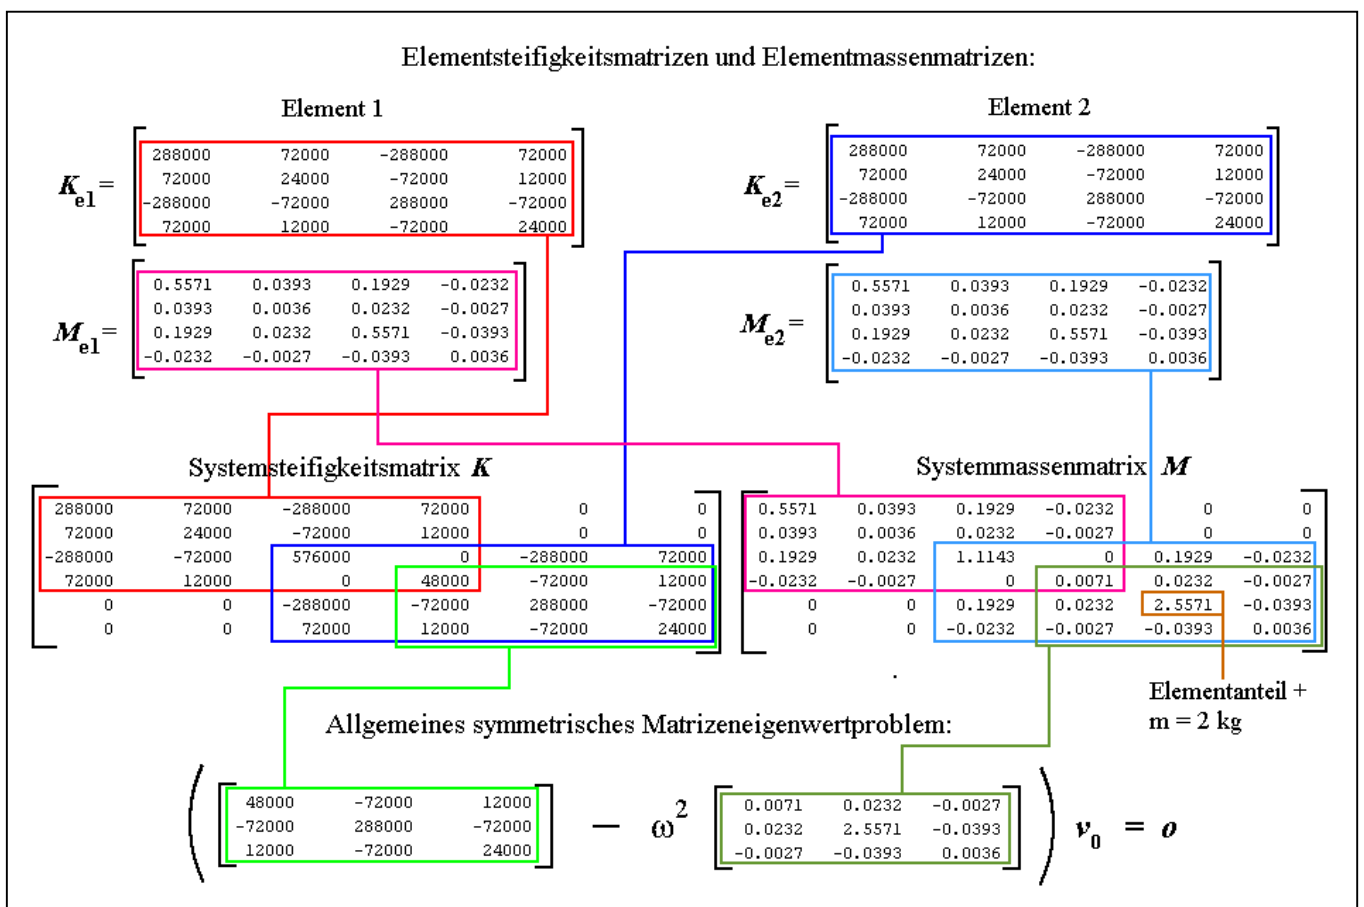 Elementsteifigkeitsmatrizen und Elementmassenmatrizen:
Element 1
Element 2
K e1 =
288000 72000 -288000 72000
72000 24000 -72000 12000
-288000 -72000 288000 -72000
72000 12000 -72000 24000
K e2 =
288000 72000 -288000 72000
72000 24000 -72000 12000
-288000 -72000 288000 -72000
72000 12000 -72000 24000
M e1 =
0.5571 0.0393 0.1929 -0.0232
0.0393 0.0036 0.0232 -0.0027
0.1929 0.0232 0.5571 -0.0393
-0.0232 -0.0027 -0.0393 0.0036
M e2 =
0.5571 0.0393 0.1929 -0.0232
0.0393 0.0036 0.0232 -0.0027
0.1929 0.0232 0.5571 -0.0393
-0.0232 -0.0027 -0.0393 0.0036
Systemsteifigkeitsmatrix K
288000 72000 -288000 72000 0 0
72000 24000 -72000 12000 0 0
-288000 -72000 576000 0 -288000 72000
72000 12000 0 48000 -72000 12000
0 0 -288000 -72000 288000 -72000
0 0 72000 12000 -72000 24000
Systemmassenmatrix M
0.5571 0.0393 0.1929 -0.0232 0 0
0.0393 0.0036 0.0232 -0.0027 0 0
0.1929 0.0232 1.1143 0 0.1929 -0.0232
-0.0232 -0.0027 0 0.0071 0.0232 -0.0027
0 0 0.1929 0.0232 2.5571 -0.0393
0 0 -0.0232 -0.0027 -0.0393 0.0036
Elementanteil +
m = 2 kg
Allgemeines symmetrisches Matrizeneigenwertproblem:
48000 -72000 12000
-72000 288000 -72000
12000 -72000 24000
− ω²
0.0071 0.0232 -0.0027
0.0232 2.5571 -0.0393
-0.0027 -0.0393 0.0036
v₀ = o